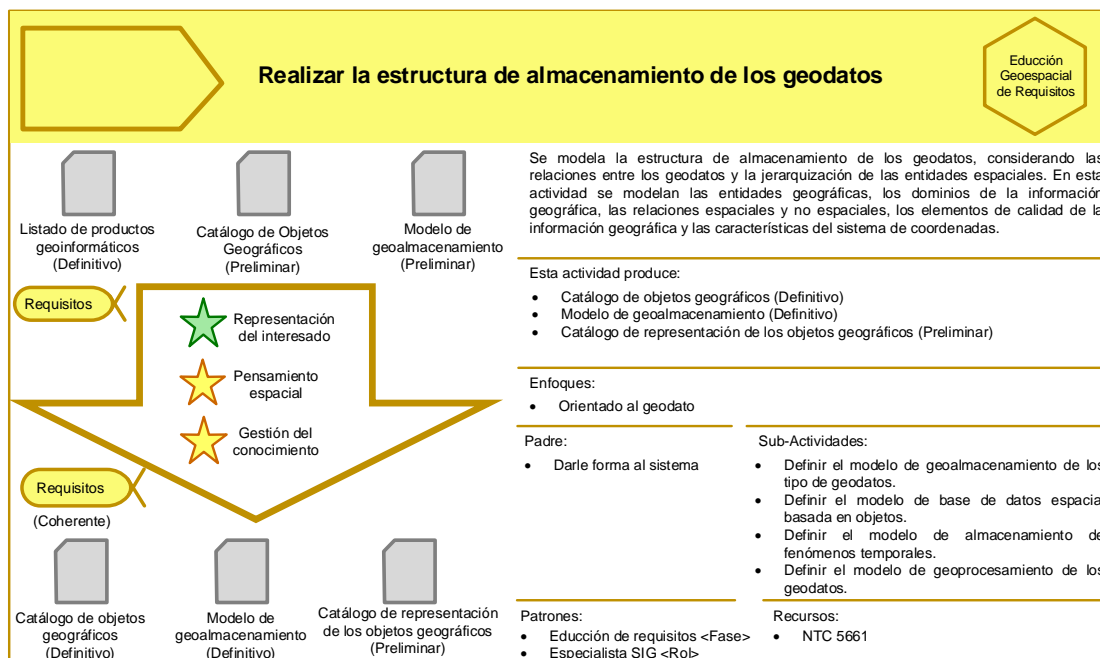 Realizar la estructura de almacenamiento de los geodatos
Educción
Geoespacial
de Requisitos
Listado de productos
geoinformáticos
(Definitivo)
Catálogo de Objetos
Geográficos
(Preliminar)
Modelo de
geoalmacenamiento
(Preliminar)
Requisitos
Representación
del interesado
Pensamiento
espacial
Gestión del
conocimiento
Requisitos
(Coherente)
Catálogo de objetos
geográficos
(Definitivo)
Modelo de
geoalmacenamiento
(Definitivo)
Catálogo de representación
de los objetos geográficos
(Preliminar)
Se modela la estructura de almacenamiento de los geodatos, considerando las
relaciones entre los geodatos y la jerarquización de las entidades espaciales. En esta
actividad se modelan las entidades geográficas, los dominios de la información
geográfica, las relaciones espaciales y no espaciales, los elementos de calidad de la
información geográfica y las características del sistema de coordenadas.
Esta actividad produce:
• Catálogo de objetos geográficos (Definitivo)
• Modelo de geoalmacenamiento (Definitivo)
• Catálogo de representación de los objetos geográficos (Preliminar)
Enfoques:
• Orientado al geodato
Padre:
• Darle forma al sistema
Sub-Actividades:
• Definir el modelo de geoalmacenamiento de los
tipo de geodatos.
• Definir el modelo de base de datos espacia
basada en objetos.
• Definir el modelo de almacenamiento de
fenómenos temporales.
• Definir el modelo de geoprocesamiento de los
geodatos.
Patrones:
• Educción de requisitos <Fase>
• Especialista SIG <Rol>
Recursos:
• NTC 5661